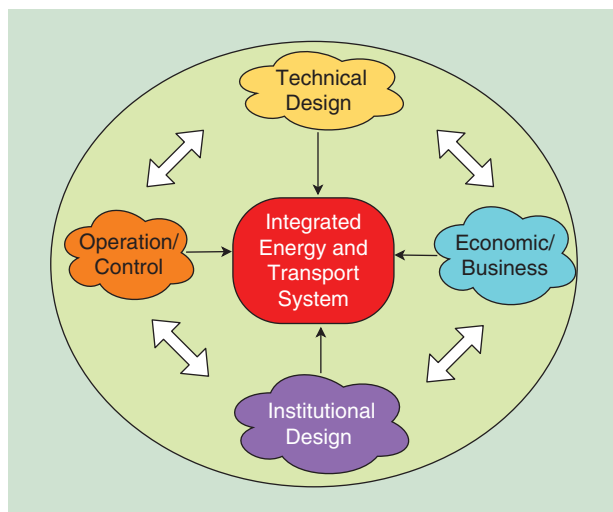 Technical
Design
Operation/
Control
Integrated
Energy and
Transport
System
Economic/
Business
Institutional
Design